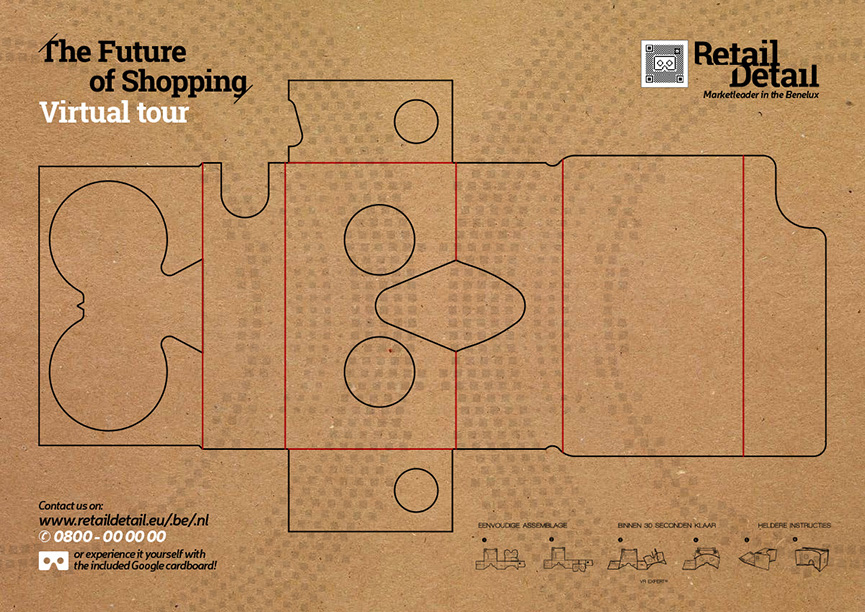 The Future
of Shopping
Virtual tour
Retail
Detail
Marketleader in the Benelux
Contact us on:
www.retaildetail.eu/.be/.nl
✆ 0800 - 00 00 00
or experience it yourself with
the included Google cardboard!
EENVOUDIGE ASSEMBLAGE
BINNEN 30 SECONDEN KLAAR
HELDERE INSTRUCTIES